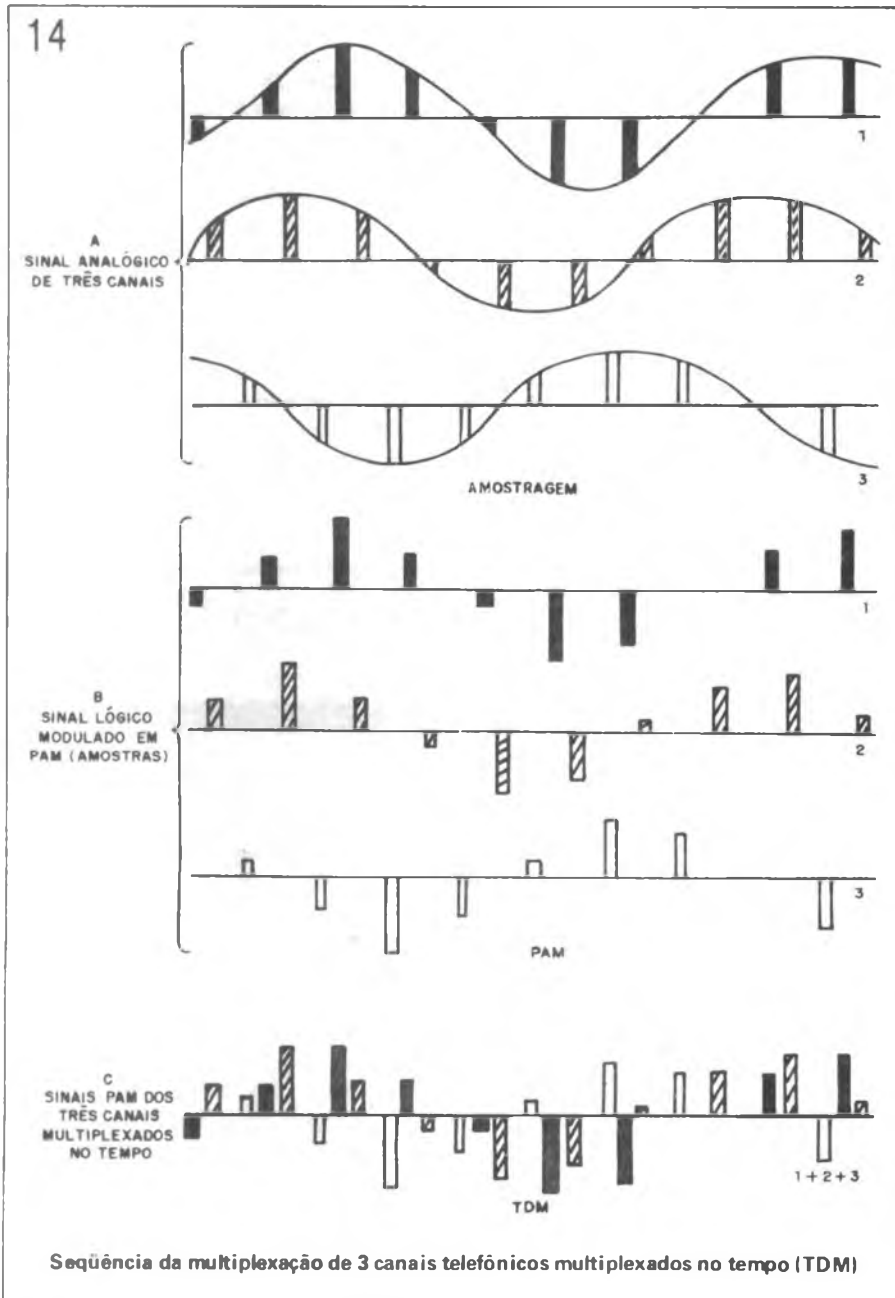 14
1
A
SINAL ANALÓGICO
DE TRÊS CANAIS
2
3
AMOSTRAGEM
1
B
SINAL LÓGICO
MODULADO EM
PAM (AMOSTRAS)
2
3
PAM
C
SINAIS PAM DOS
TRÊS CANAIS
MULTIPLEXADOS
NO TEMPO
1+2+3
TDM
Seqüência da multiplexação de 3 canais telefônicos multiplexados no tempo (TDM)